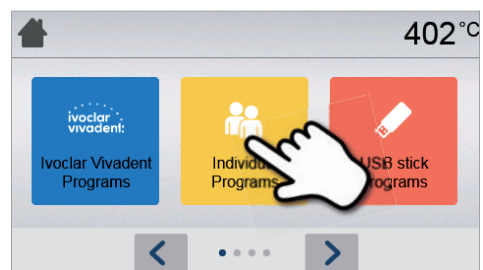 402°C
ivoclar
vivadent:
Ivoclar Vivadent
Programs
Individu
Programs
USB stick
rograms